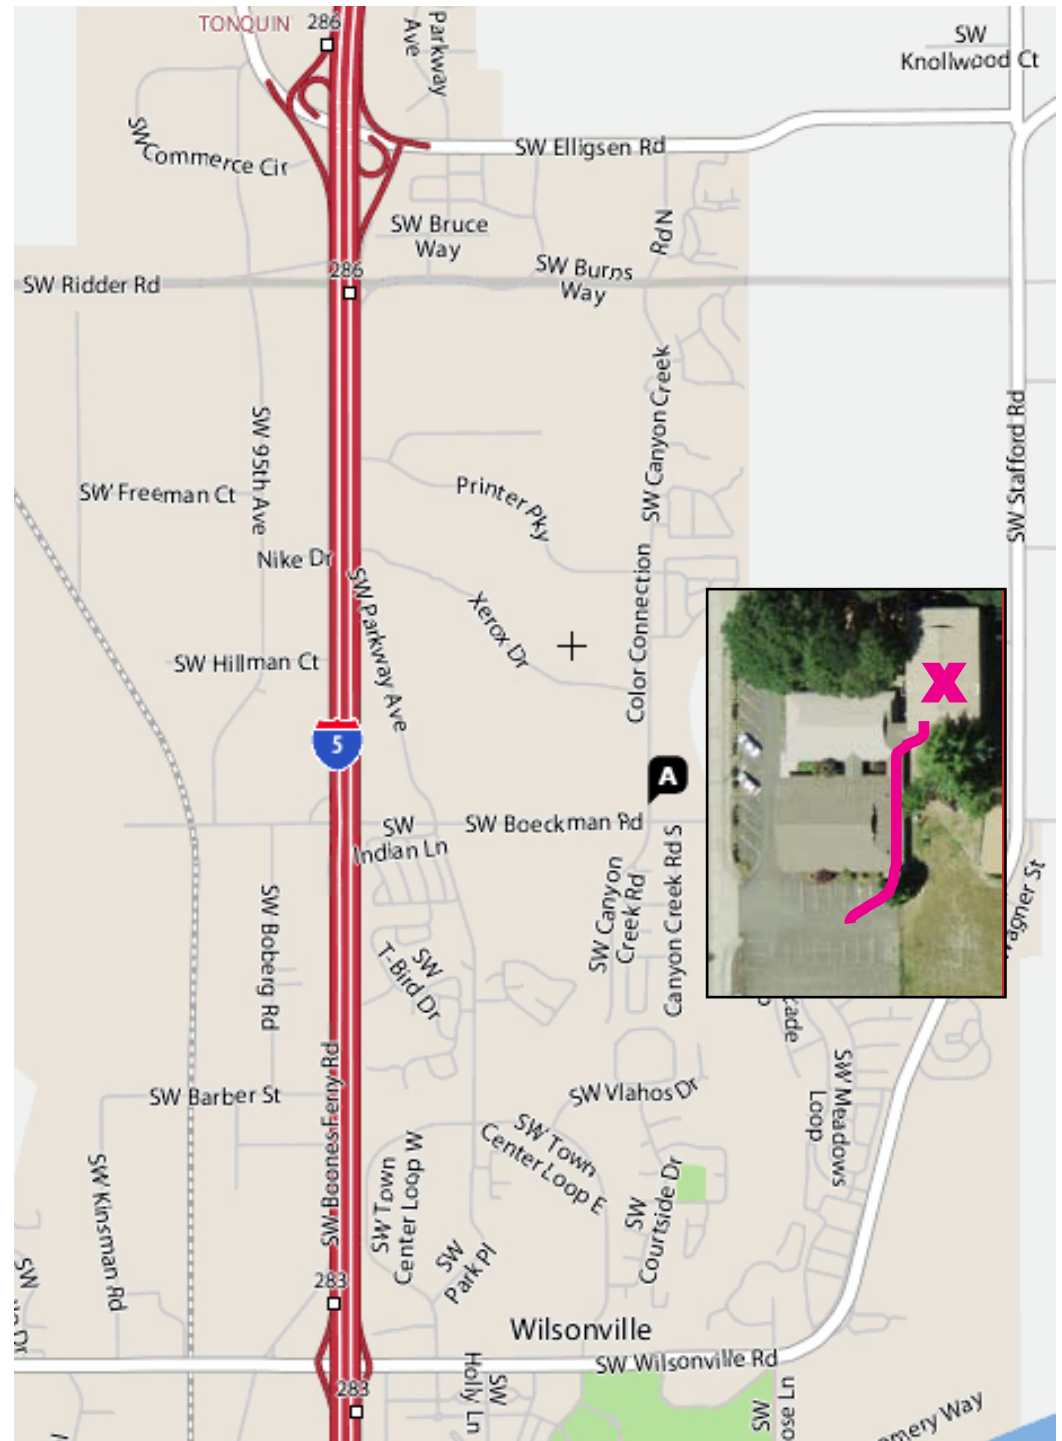 TONQUIN
286
Parkway
Ave
SW
Knollwood Ct
SW
Commerce Cir
SW Elligsen Rd
SW Bruce
Way
Rd N
286
SW Burns
Way
SW Ridder Rd
SW Canyon Creek
SW 95th Ave
SW Stafford Rd
SW Freeman Ct
Printer Pky
Nike Dr
Color Connection
SW Parkway Ave
Xerox Dr
SW Hillman Ct
X
5
A
SW Boeckman Rd
SW
Indian Ln
SW Canyon
Creek Rd
Canyon Creek Rd S
SW Boberg Rd
SW
T-Bird Dr
SW Boones Ferry Rd
SW Meadows
Loop
SW Barber St
SW Vlahos Dr
SW Town
Center Loop E
SW Town
Center Loop W
SW
Courtside Dr
SW Kinsman Rd
SW
Park Pl
SW
283
Wilsonville
SW Wilsonville Rd
283
SW
Holly Ln
SW